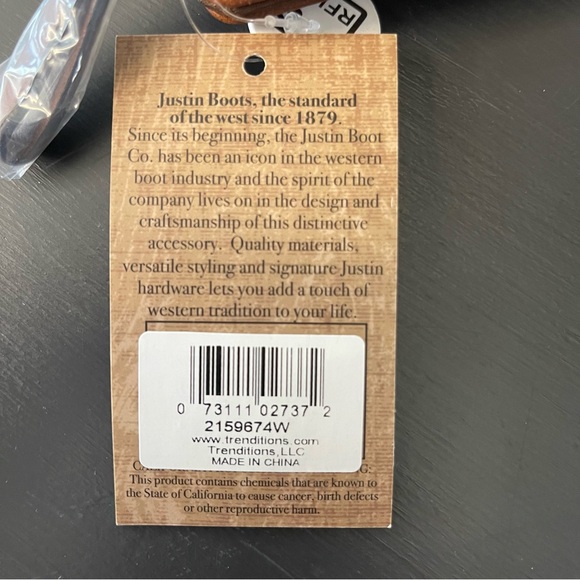 RFI
Justin Boots, the standard
of the west since 1879.
Since its beginning, the Justin Boot
Co. has been an icon in the western
boot industry and the spirit of the
company lives on in the design and
craftsmanship of this distinctive
accessory. Quality materials,
versatile styling and signature Justin
hardware lets you add a touch of
western tradition to your life.
0 73111 02737 2
2159674W
www.trenditions.com
Trenditions,LLC
MADE IN CHINA
This product contains chemicals that are known to
the State of California to cause cancer, birth defects
or other reproductive harm.